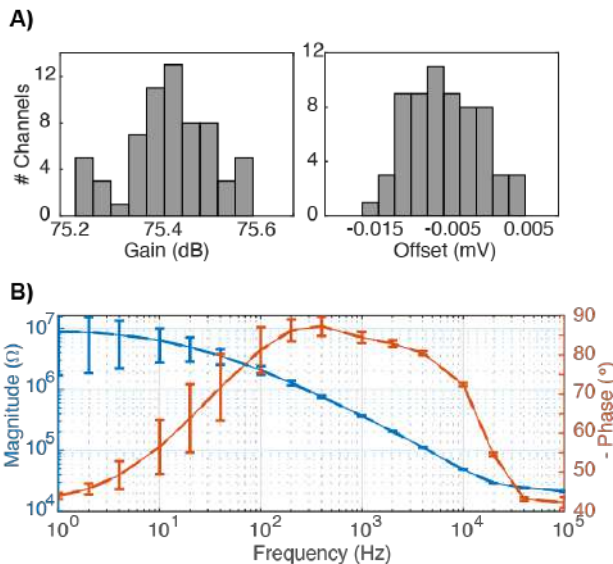 A)
# Channels
12
8
4
0
75.2 75.4 75.6
Gain (dB)
12
8
4
0
-0.015 -0.005 0.005
Offset (mV)
B)
Magnitude (Ω)
10^7
10^6
10^5
10^4
90
80
70
60
50
40
- Phase (°)
10^0 10^1 10^2 10^3 10^4 10^5
Frequency (Hz)